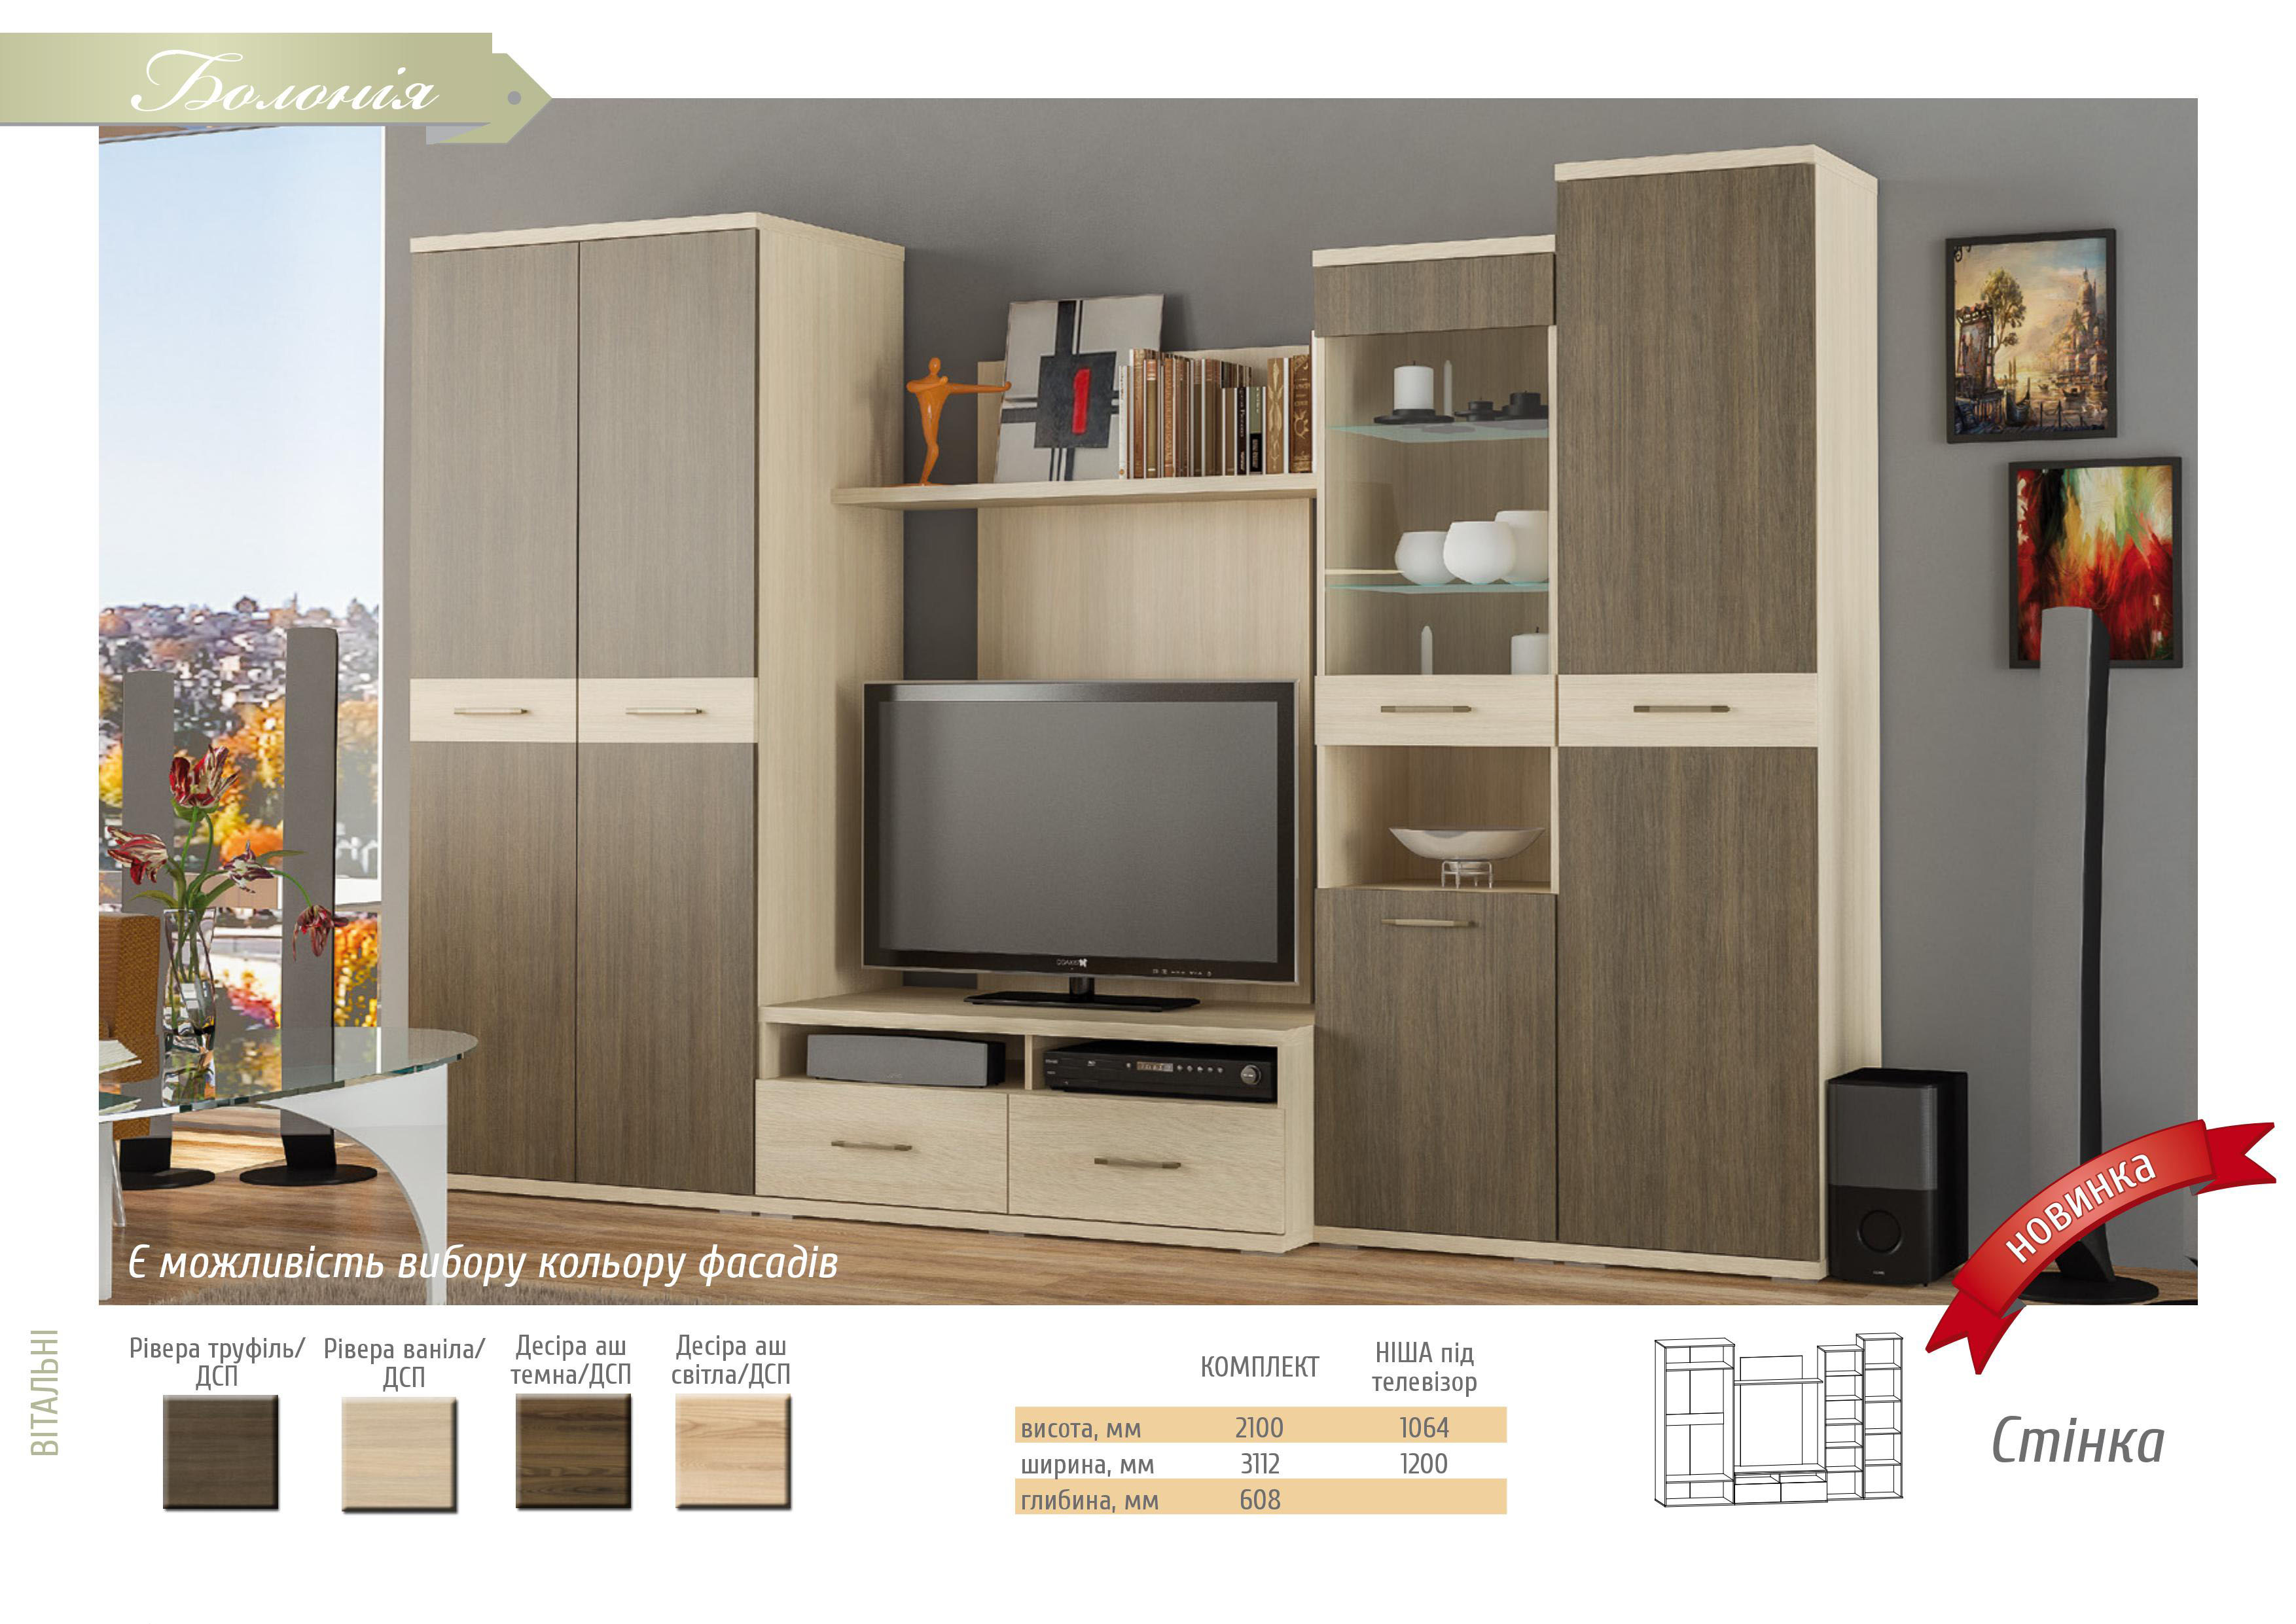 Болонія
Є можливість вибору кольору фасадів
новинка
ВІТАЛЬНІ
Рівера труфіль/
ДСП
Рівера ваніла/
ДСП
Десіра аш
темна/ДСП
Десіра аш
світла/ДСП
КОМПЛЕКТ
НІША під
телевізор
висота, мм 2100 1064
ширина, мм 3112 1200
глибина, мм 608
Стінка